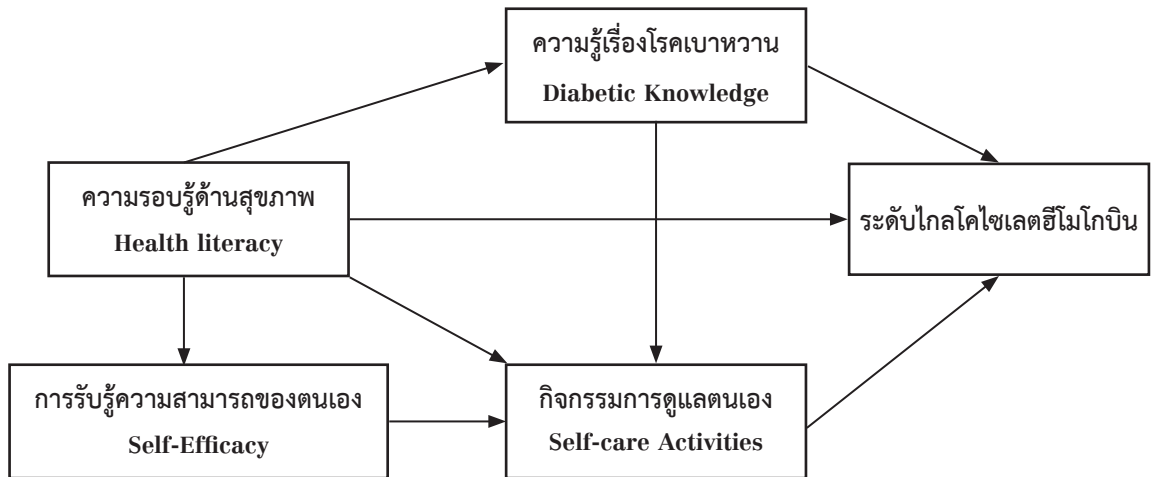 ความรู้เรื่องโรคเบาหวาน
Diabetic Knowledge
ความรอบรู้ด้านสุขภาพ
Health literacy
ระดับไกลโคไซเลตฮีโมโกบิน
การรับรู้ความสามารถของตนเอง
Self-Efficacy
กิจกรรมการดูแลตนเอง
Self-care Activities